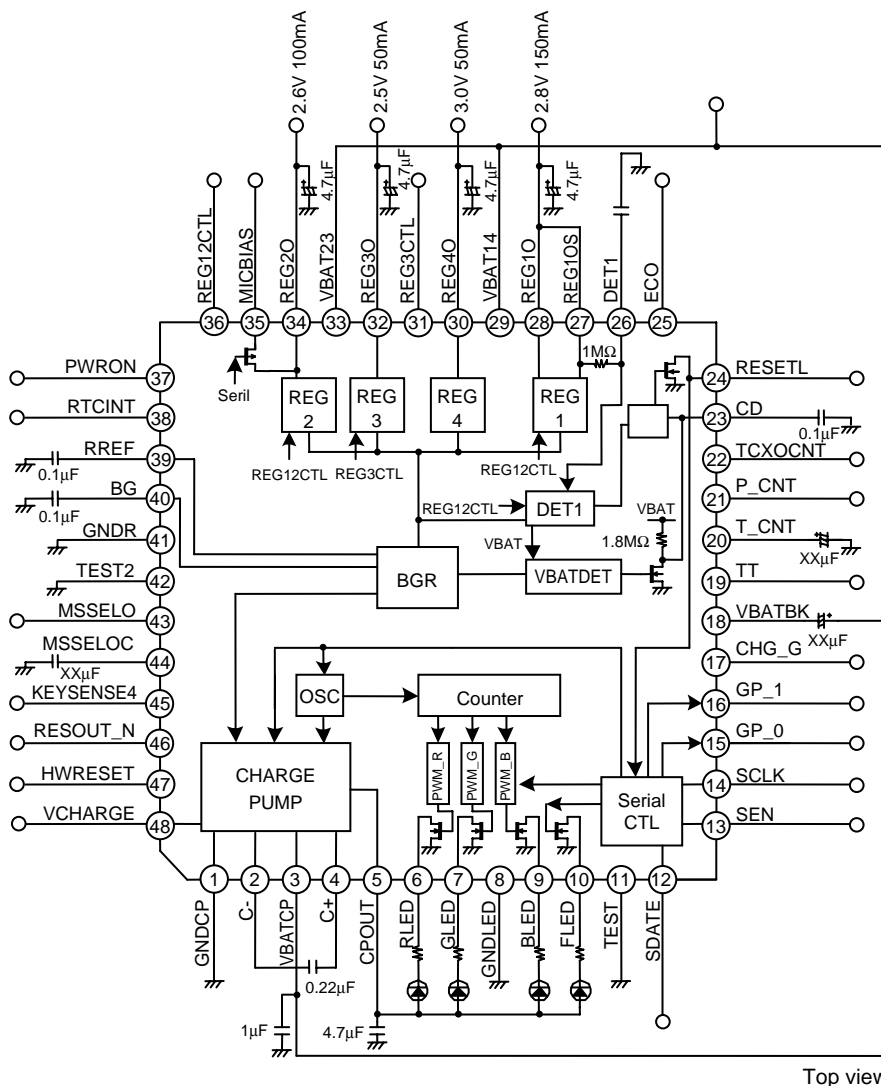 2.6V 100mA
2.5V 50mA
3.0V 50mA
2.8V 150mA
4.7μF
4.7μF
4.7μF
4.7μF
REG12CTL
MICBIAS
REG2O
VBAT23
REG3O
REG3CTL
REG4O
VBAT14
REG1O
REG1OS
DET1
ECO
36
35
34
33
32
31
30
29
28
27
26
25
PWRON
37
RTCINT
38
RREF
39
0.1μF
BG
40
0.1μF
GNDR
41
TEST2
42
MSSELO
43
MSSELOC
44
XXμF
KEYSENSE4
45
RESOUT_N
46
HWRESET
47
VCHARGE
48
Seril
REG
2
REG
3
REG
4
REG
1
1MΩ
REG12CTL
REG3CTL
REG12CTL
REG12CTL
DET1
VBAT
VBAT
1.8MΩ
BGR
VBATDET
OSC
Counter
PWM_R
PWM_G
PWM_B
CHARGE
PUMP
Serial
CTL
24
RESETL
23
CD
0.1μF
22
TCXOCNT
21
P_CNT
20
T_CNT
XXμF
19
TT
18
VBATBK
XXμF
17
CHG_G
16
GP_1
15
GP_0
14
SCLK
13
SEN
1
2
3
4
5
6
7
8
9
10
11
12
GNDCP
C-
VBATCP
C+
CPOUT
RLED
GLED
GNDLED
BLED
FLED
TEST
SDATE
0.22μF
1μF
4.7μF
Top view